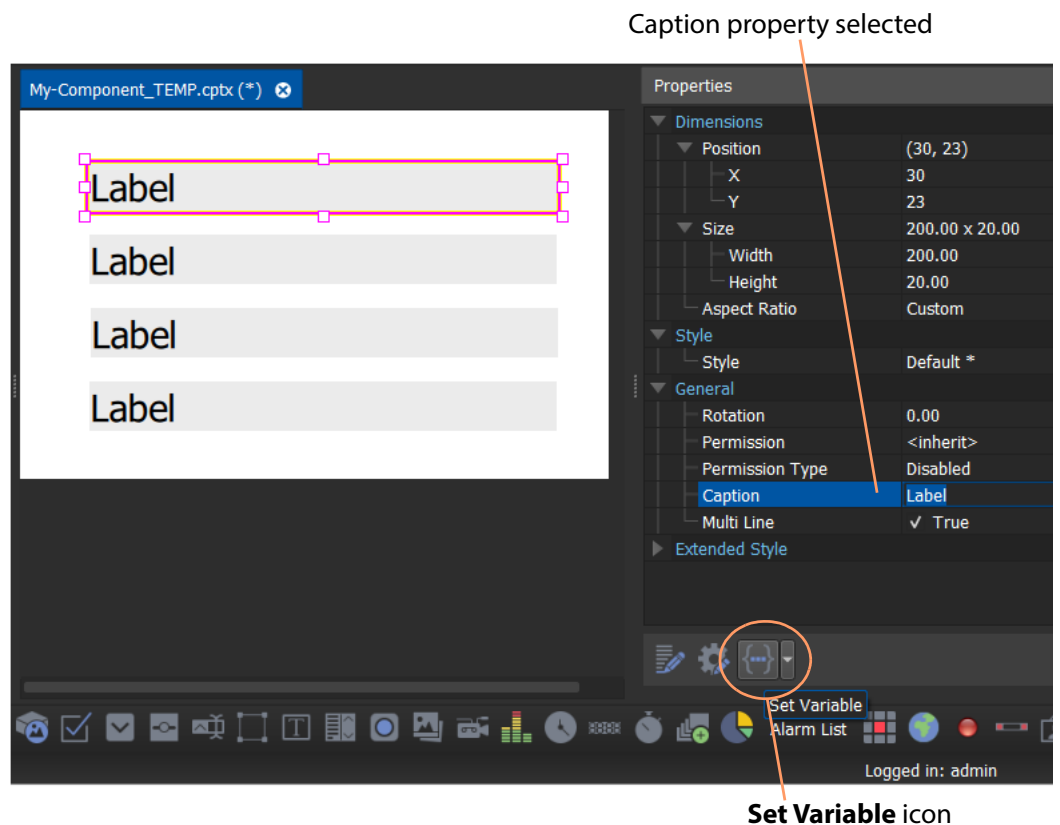 Caption property selected
My-Component_TEMP.cptx (*)
Properties
Dimensions
Position (30, 23)
X 30
Y 23
Size 200.00 x 20.00
Width 200.00
Height 20.00
Aspect Ratio Custom
Style
Style Default *
General
Rotation 0.00
Permission <inherit>
Permission Type Disabled
Caption Label
Multi Line ✓ True
Extended Style
Label
Label
Label
Label
{...}
Set Variable
T
Alarm List
Logged in: admin
Set Variable icon